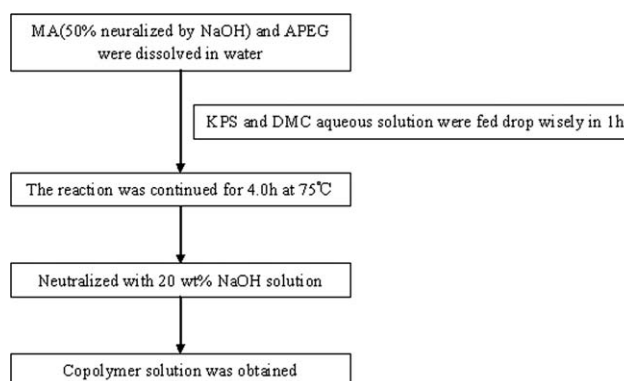 MA(50% neuralized by NaOH) and APEG
were dissolved in water
KPS and DMC aqueous solution were fed drop wisely in 1h
The reaction was continued for 4.0h at 75℃
Neutralized with 20 wt% NaOH solution
Copolymer solution was obtained